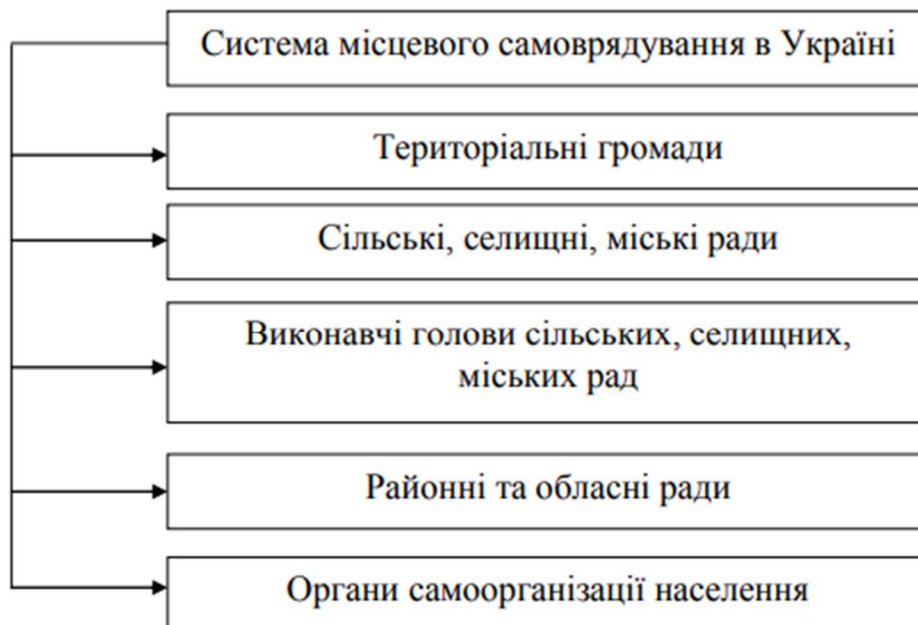 Система місцевого самоврядування в Україні
Територіальні громади
Сільські, селищні, міські ради
Виконавчі голови сільських, селищних,
міських рад
Районні та обласні ради
Органи самоорганізації населення